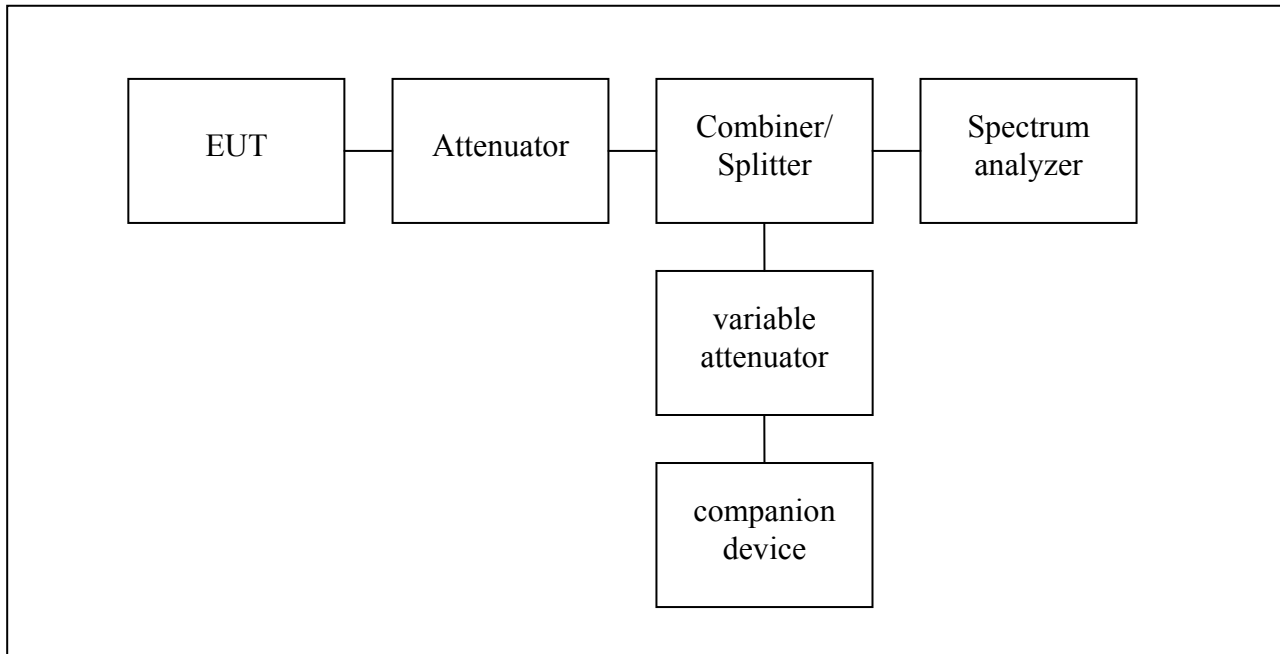 EUT
Attenuator
Combiner/
Splitter
Spectrum
analyzer
variable
attenuator
companion
device